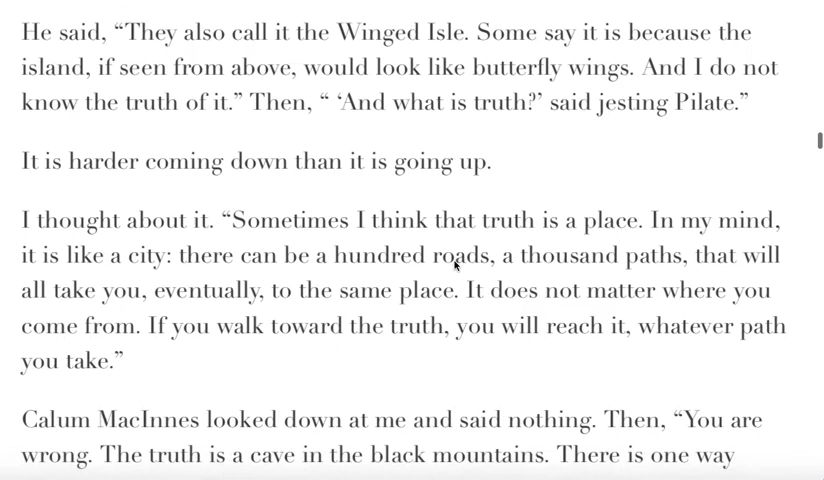 He said, “They also call it the Winged Isle. Some say it is because the
island, if seen from above, would look like butterfly wings. And I do not
know the truth of it.” Then, “ ‘And what is truth?’ said jesting Pilate.”
It is harder coming down than it is going up.
I thought about it. “Sometimes I think that truth is a place. In my mind,
it is like a city: there can be a hundred roads, a thousand paths, that will
all take you, eventually, to the same place. It does not matter where you
come from. If you walk toward the truth, you will reach it, whatever path
you take.”
Calum MacInnes looked down at me and said nothing. Then, “You are
wrong. The truth is a cave in the black mountains. There is one way